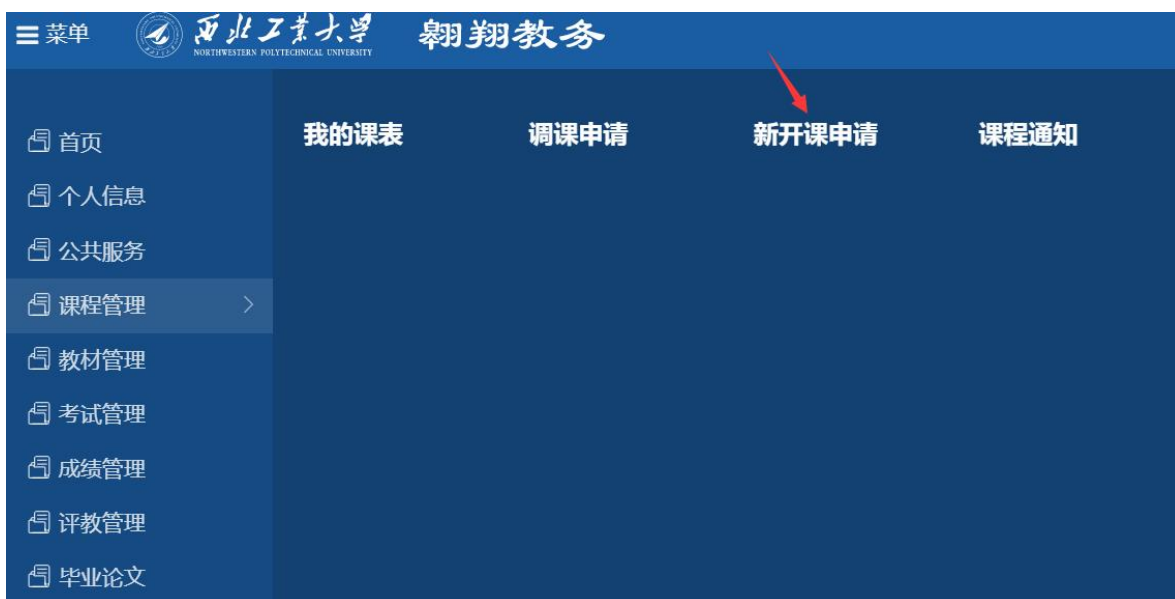 菜单 西北工业大学 翱翔教务
NORTHWESTERN POLYTECHNICAL UNIVERSITY
我的课表 调课申请 新开课申请 课程通知
首页
个人信息
公共服务
课程管理
教材管理
考试管理
成绩管理
评教管理
毕业论文